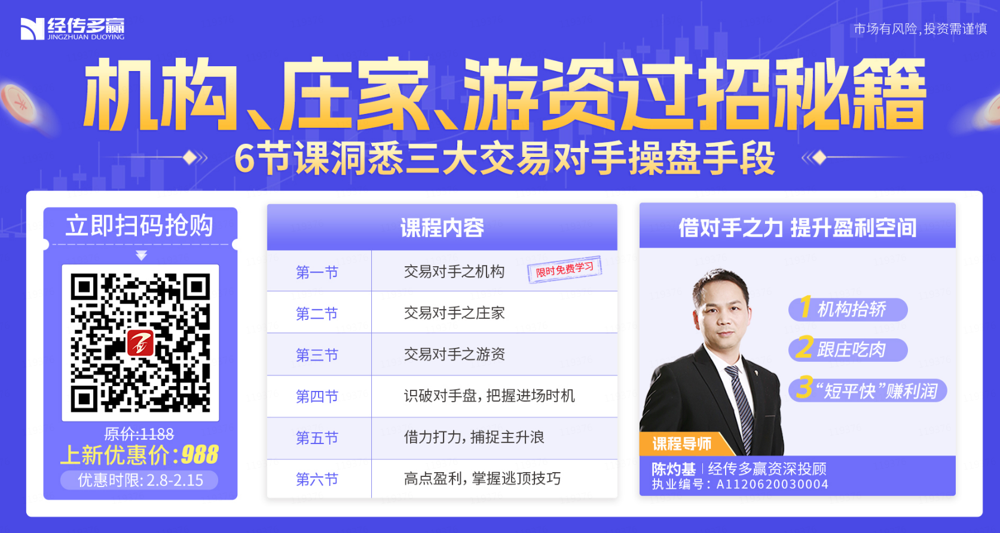 经传多赢
JINGZHUAN DUOYING
市场有风险,投资需谨慎
机构、庄家、游资过招秘籍
6节课洞悉三大交易对手操盘手段
立即扫码抢购
原价:1188
上新优惠价:988
优惠时限: 2.8-2.15
课程内容
第一节 交易对手之机构 限时免费学习
第二节 交易对手之庄家
第三节 交易对手之游资
第四节 识破对手盘,把握进场时机
第五节 借力打力,捕捉主升浪
第六节 高点盈利,掌握逃顶技巧
借对手之力 提升盈利空间
1 机构抬轿
2 跟庄吃肉
3 “短平快”赚利润
课程导师
陈灼基 | 经传多赢资深投顾
执业编号: A1120620030004